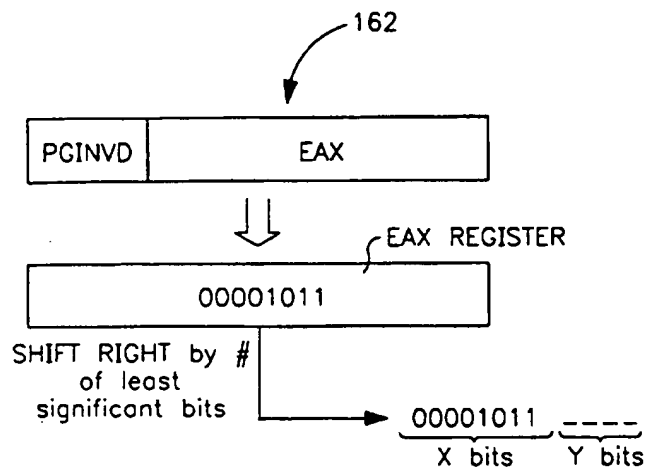 162
PGINVD EAX
EAX REGISTER
00001011
SHIFT RIGHT by #
of least
significant bits
00001011 ----
X bits Y bits